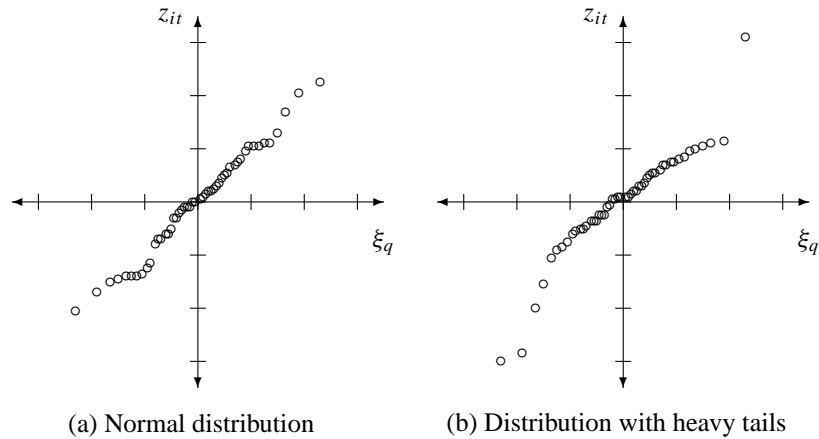 z_it
ξ_q
(a) Normal distribution
z_it
ξ_q
(b) Distribution with heavy tails